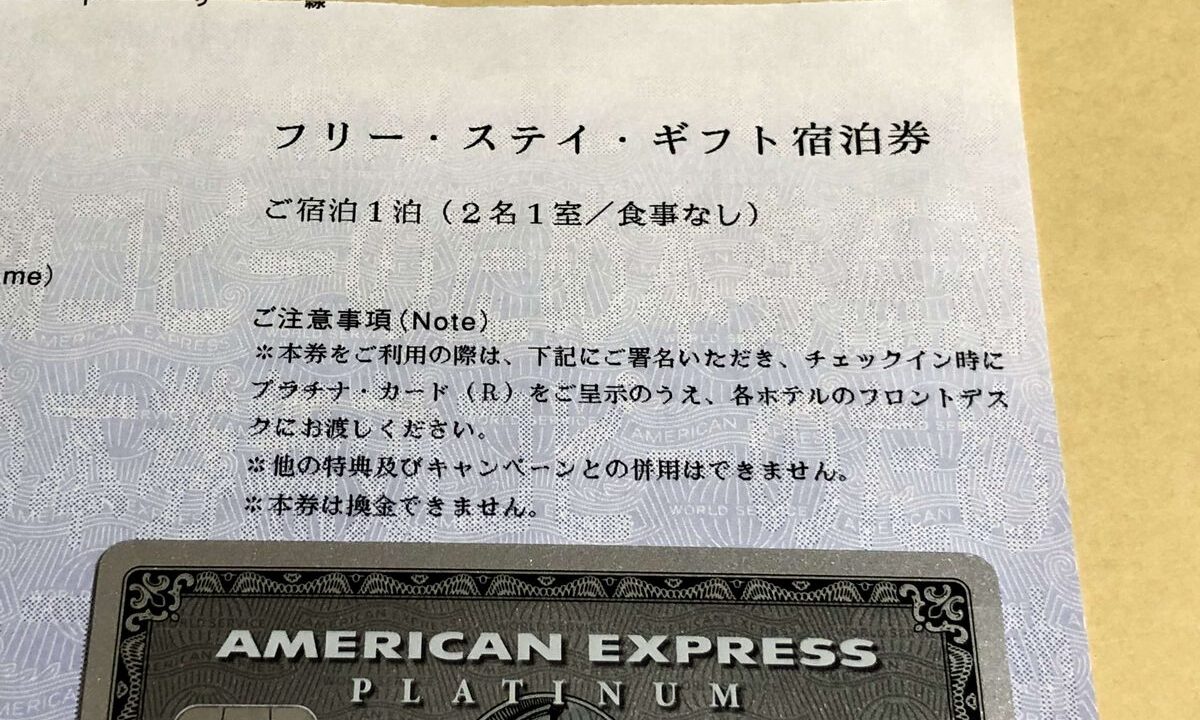 線
フリー・ステイ・ギフト宿泊券
ご宿泊１泊（２名１室／食事なし）
me)
ご注意事項(Note)
※本券をご利用の際は、下記にご署名いただき、チェックイン時に
プラチナ・カード（Ｒ）をご呈示のうえ、各ホテルのフロントデス
クにお渡しください。
※他の特典及びキャンペーンとの併用はできません。
※本券は換金できません。
AMERICAN EXPRESS
PLATINUM